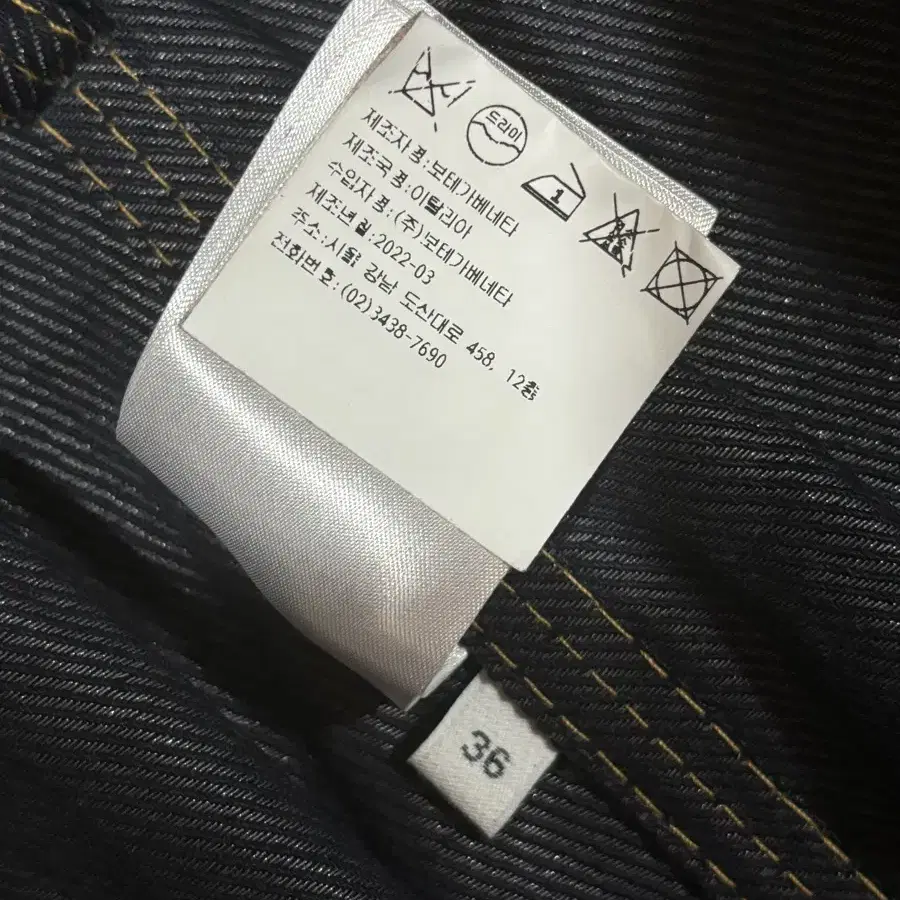 드라이
1
제조자명:보테가베네타
제조국명:이탈리아
수입자명:(주)보테가베네타
제조년월:2022-03
주소:서울 강남 도산대로 458, 12층
전화번호:(02)3438-7690
36